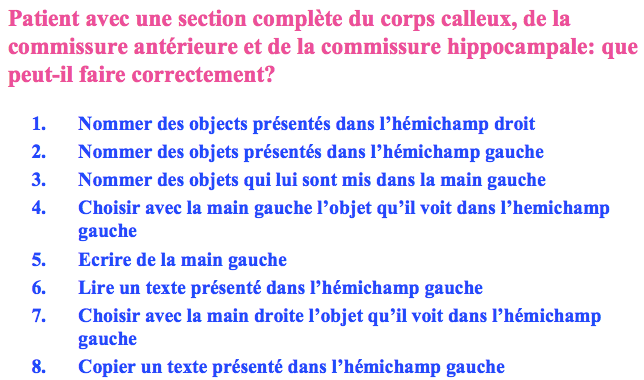 Patient avec une section complète du corps calleux, de la
commissure antérieure et de la commissure hippocampale: que
peut-il faire correctement?
1. Nommer des objects présentés dans l'hémichamp droit
2. Nommer des objets présentés dans l'hémichamp gauche
3. Nommer des objets qui lui sont mis dans la main gauche
4. Choisir avec la main gauche l'objet qu'il voit dans l'hemichamp
gauche
5. Ecrire de la main gauche
6. Lire un texte présenté dans l'hémichamp gauche
7. Choisir avec la main droite l'objet qu'il voit dans l'hémichamp
gauche
8. Copier un texte présenté dans l'hémichamp gauche